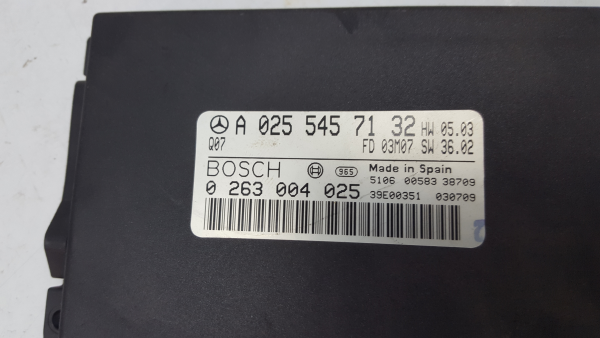 A 025 545 71 32 HW 05.03
Q07 FD 03M07 SW 36.02
BOSCH 965 Made in Spain
5106 00583 38709
0 263 004 025 39E00351 030709